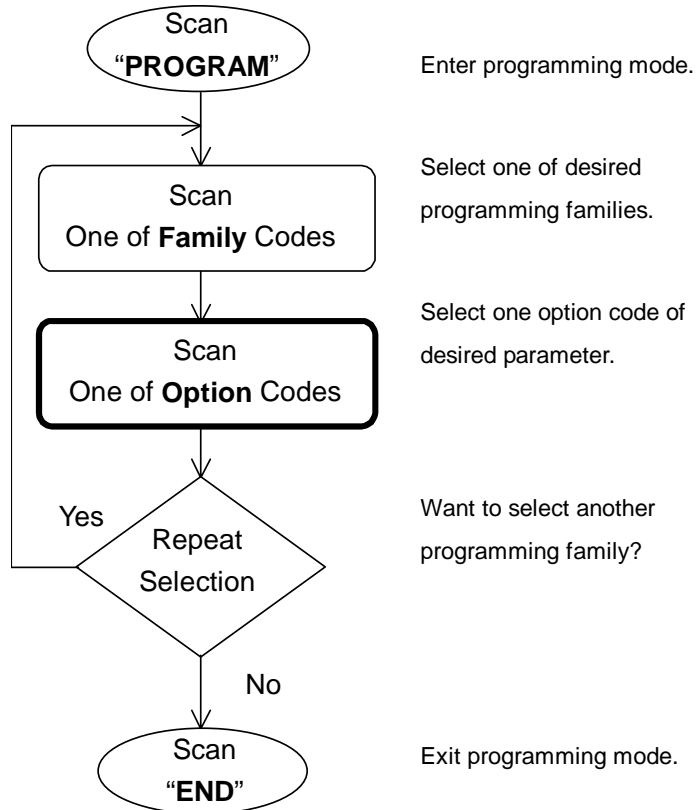 Scan
“PROGRAM”
Enter programming mode.
Scan
One of Family Codes
Select one of desired
programming families.
Scan
One of Option Codes
Select one option code of
desired parameter.
Yes
Repeat
Selection
Want to select another
programming family?
No
Scan
“END”
Exit programming mode.